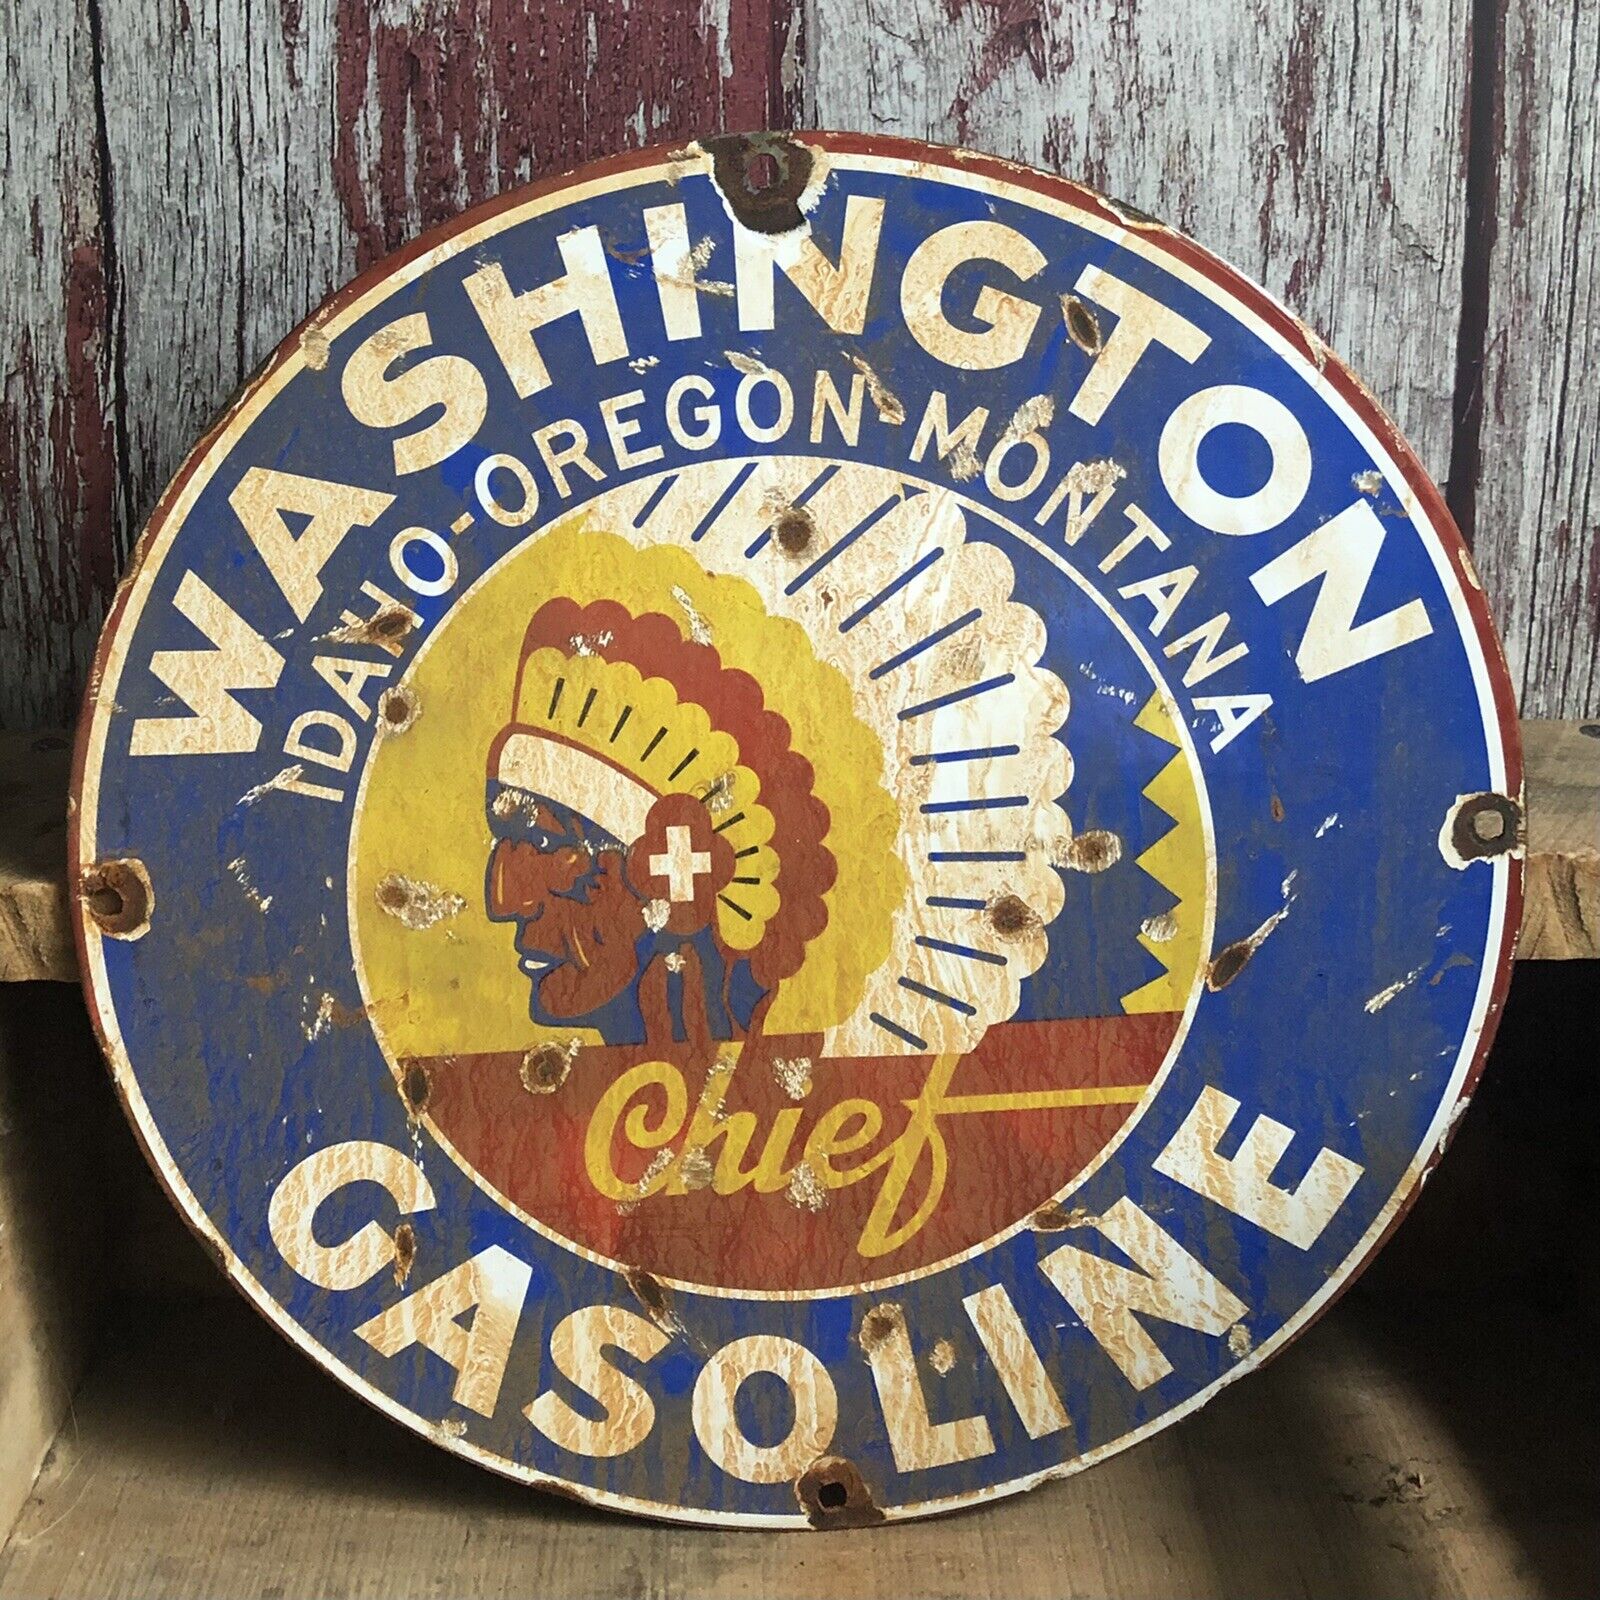 WASHINGTON
IDAHO-OREGON-MONTANA
Chief
GASOLINE